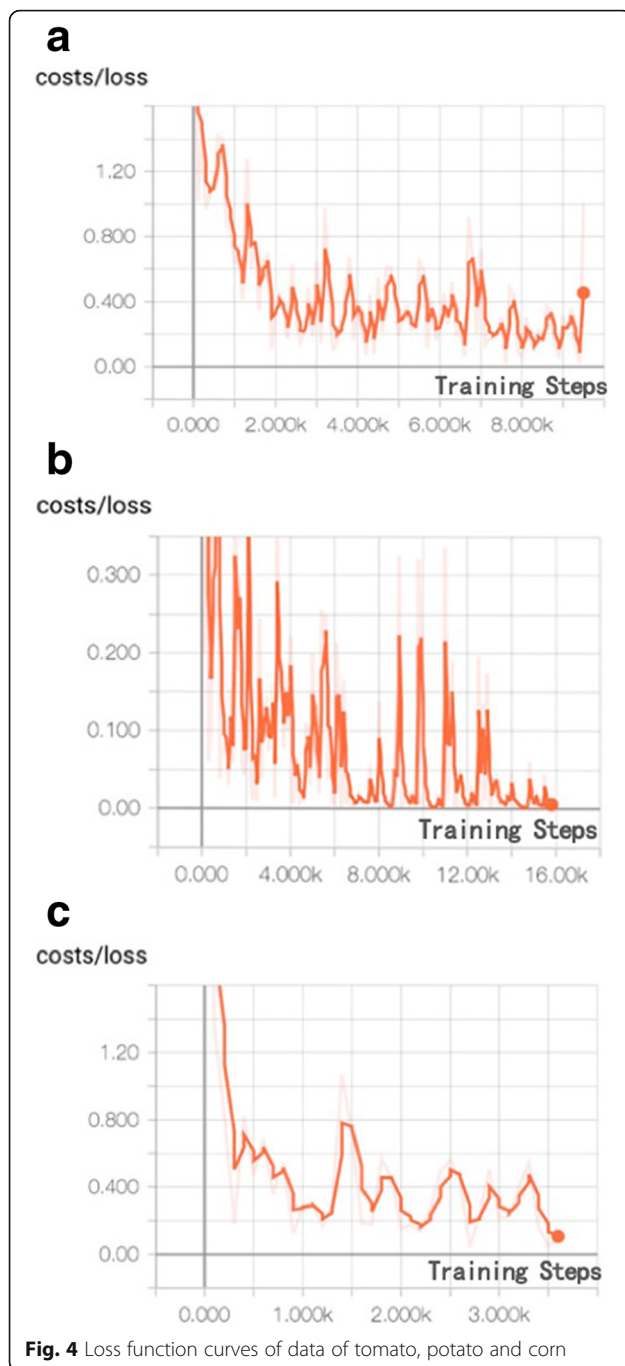 a
costs/loss
1.20
0.800
0.400
0.00
Training Steps
0.000 2.000k 4.000k 6.000k 8.000k
b
costs/loss
0.300
0.200
0.100
0.00
Training Steps
0.000 4.000k 8.000k 12.00k 16.00k
c
costs/loss
1.20
0.800
0.400
0.00
Training Steps
0.000 1.000k 2.000k 3.000k
Fig. 4 Loss function curves of data of tomato, potato and corn